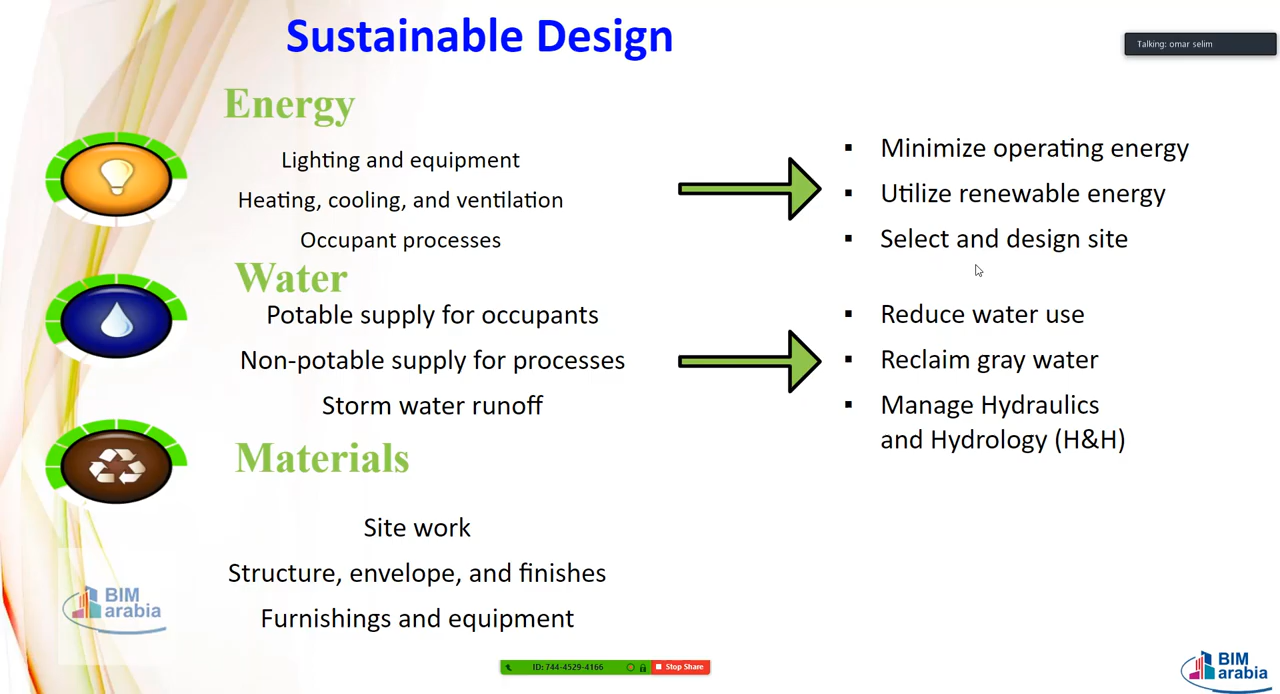 Sustainable Design
Talking: omar selim
Energy
Lighting and equipment
Heating, cooling, and ventilation
Occupant processes
▪ Minimize operating energy
▪ Utilize renewable energy
▪ Select and design site
Water
Potable supply for occupants
Non-potable supply for processes
Storm water runoff
▪ Reduce water use
▪ Reclaim gray water
▪ Manage Hydraulics
and Hydrology (H&H)
Materials
Site work
Structure, envelope, and finishes
Furnishings and equipment
BIM
arabia
ID: 744-4529-4166
Stop Share
BIM
arabia